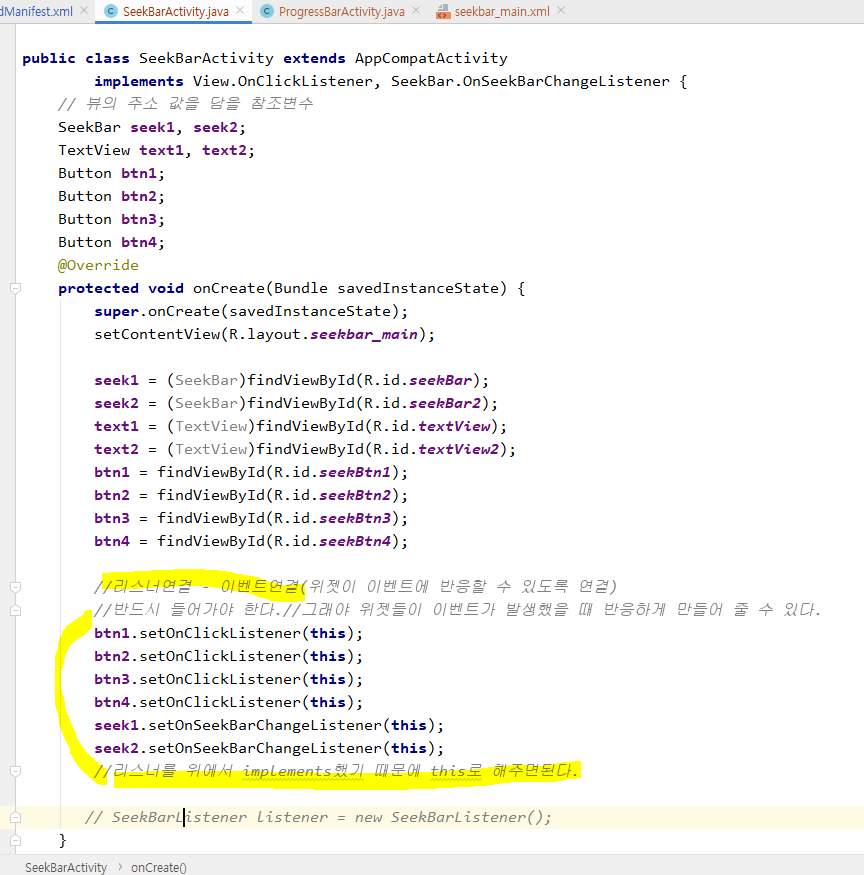 dManifest.xml × SeekBarActivity.java × ProgressBarActivity.java × seekbar_main.xml ×
public class SeekBarActivity extends AppCompatActivity
implements View.OnClickListener, SeekBar.OnSeekBarChangeListener {
// 뷰의 주소 값을 담을 참조변수
SeekBar seek1, seek2;
TextView text1, text2;
Button btn1;
Button btn2;
Button btn3;
Button btn4;
@Override
protected void onCreate(Bundle savedInstanceState) {
super.onCreate(savedInstanceState);
setContentView(R.layout.seekbar_main);
seek1 = (SeekBar)findViewById(R.id.seekBar);
seek2 = (SeekBar)findViewById(R.id.seekBar2);
text1 = (TextView)findViewById(R.id.textView);
text2 = (TextView)findViewById(R.id.textView2);
btn1 = findViewById(R.id.seekBtn1);
btn2 = findViewById(R.id.seekBtn2);
btn3 = findViewById(R.id.seekBtn3);
btn4 = findViewById(R.id.seekBtn4);
//리스너연결 - 이벤트연결(위젯이 이벤트에 반응할 수 있도록 연결)
//반드시 들어가야 한다.//그래야 위젯들이 이벤트가 발생했을 때 반응하게 만들어 줄 수 있다.
btn1.setOnClickListener(this);
btn2.setOnClickListener(this);
btn3.setOnClickListener(this);
btn4.setOnClickListener(this);
seek1.setOnSeekBarChangeListener(this);
seek2.setOnSeekBarChangeListener(this);
//리스너를 위에서 implements했기 때문에 this로 해주면된다.
// SeekBarListener listener = new SeekBarListener();
}
SeekBarActivity › onCreate()